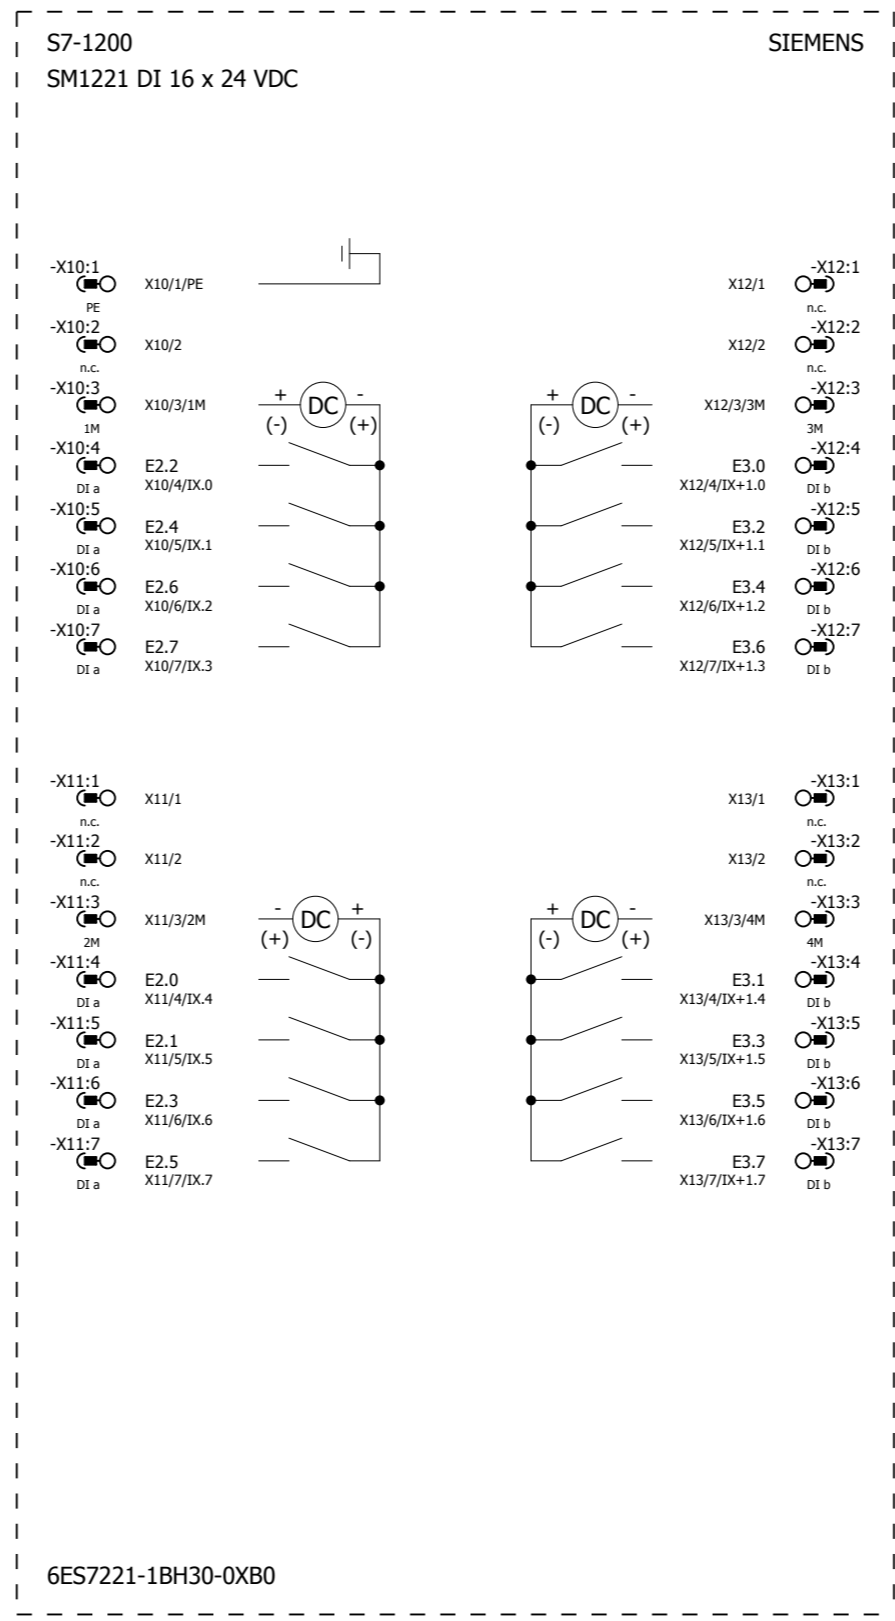 S7-1200 SIEMENS
SM1221 DI 16 x 24 VDC
-X10:1
X10/1/PE
PE
-X10:2
X10/2
n.c.
-X10:3
X10/3/1M
1M
+ DC -
(-) (+)
-X10:4
E2.2
X10/4/IX.0
DI a
-X10:5
E2.4
X10/5/IX.1
DI a
-X10:6
E2.6
X10/6/IX.2
DI a
-X10:7
E2.7
X10/7/IX.3
DI a
-X12:1
X12/1
n.c.
-X12:2
X12/2
n.c.
-X12:3
+ DC -
(-) (+)
X12/3/3M
3M
-X12:4
E3.0
X12/4/IX+1.0
DI b
-X12:5
E3.2
X12/5/IX+1.1
DI b
-X12:6
E3.4
X12/6/IX+1.2
DI b
-X12:7
E3.6
X12/7/IX+1.3
DI b
-X11:1
X11/1
n.c.
-X11:2
X11/2
n.c.
-X11:3
X11/3/2M
2M
- DC +
(+) (-)
-X11:4
E2.0
X11/4/IX.4
DI a
-X11:5
E2.1
X11/5/IX.5
DI a
-X11:6
E2.3
X11/6/IX.6
DI a
-X11:7
E2.5
X11/7/IX.7
DI a
-X13:1
X13/1
n.c.
-X13:2
X13/2
n.c.
-X13:3
+ DC -
(-) (+)
X13/3/4M
4M
-X13:4
E3.1
X13/4/IX+1.4
DI b
-X13:5
E3.3
X13/5/IX+1.5
DI b
-X13:6
E3.5
X13/6/IX+1.6
DI b
-X13:7
E3.7
X13/7/IX+1.7
DI b
6ES7221-1BH30-0XB0